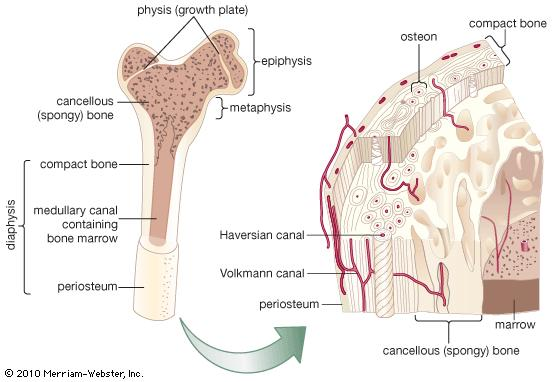 physis (growth plate)
epiphysis
cancellous
(spongy) bone
metaphysis
compact bone
diaphysis
medullary canal
containing
bone marrow
periosteum
compact bone
osteon
Haversian canal
Volkmann canal
periosteum
marrow
cancellous (spongy) bone
© 2010 Merriam-Webster, Inc.